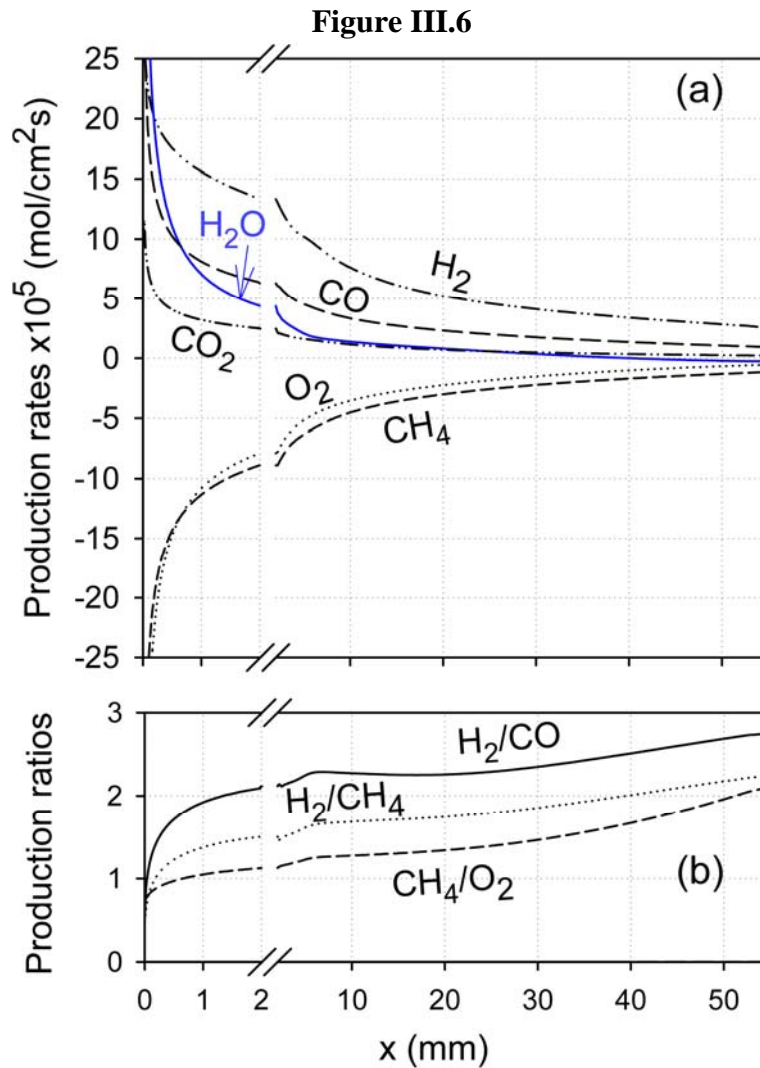 Figure III.6
(a)
Production rates x10⁵ (mol/cm²s)
25
20
15
10
5
0
-5
-10
-15
-20
-25
H₂O
H₂
CO
CO₂
O₂
CH₄
Production ratios
3
2
1
0
H₂/CO
H₂/CH₄
CH₄/O₂
(b)
0 1 2 10 20 30 40 50
x (mm)